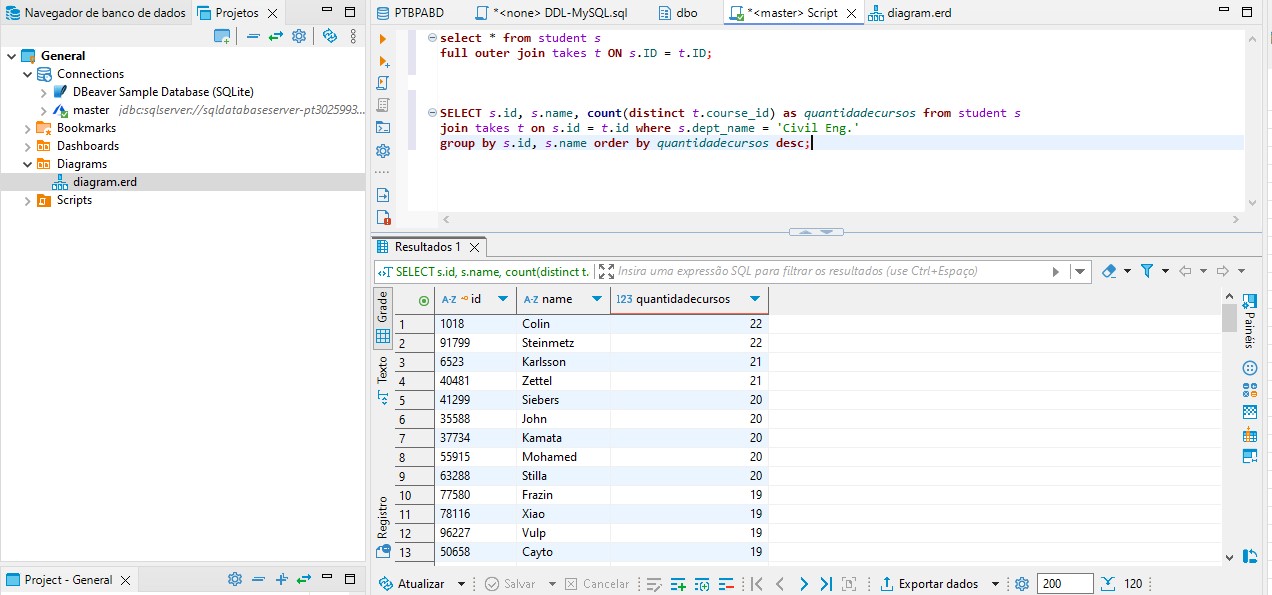 Navegador de banco de dados
Projetos
General
Connections
DBeaver Sample Database (SQLite)
master jdbc:sqlserver://sqldatabaseserver-pt3025993...
Bookmarks
Dashboards
Diagrams
diagram.erd
Scripts
Project - General
PTBPABD
*<none> DDL-MySQL.sql
dbo
*<master> Script
diagram.erd
select * from student s
full outer join takes t ON s.ID = t.ID;
SELECT s.id, s.name, count(distinct t.course_id) as quantidadecursos from student s
join takes t on s.id = t.id where s.dept_name = 'Civil Eng.'
group by s.id, s.name order by quantidadecursos desc;
Resultados 1
SELECT s.id, s.name, count(distinct t.
Insira uma expressão SQL para filtrar os resultados (use Ctrl+Espaço)
Grade
Texto
Registro
Painéis
A-Z id A-Z name 123 quantidadecursos
1 1018 Colin 22
2 91799 Steinmetz 22
3 6523 Karlsson 21
4 40481 Zettel 21
5 41299 Siebers 20
6 35588 John 20
7 37734 Kamata 20
8 55915 Mohamed 20
9 63288 Stilla 20
10 77580 Frazin 19
11 78116 Xiao 19
12 96227 Vulp 19
13 50658 Cayto 19
Atualizar Salvar Cancelar Exportar dados 200 120